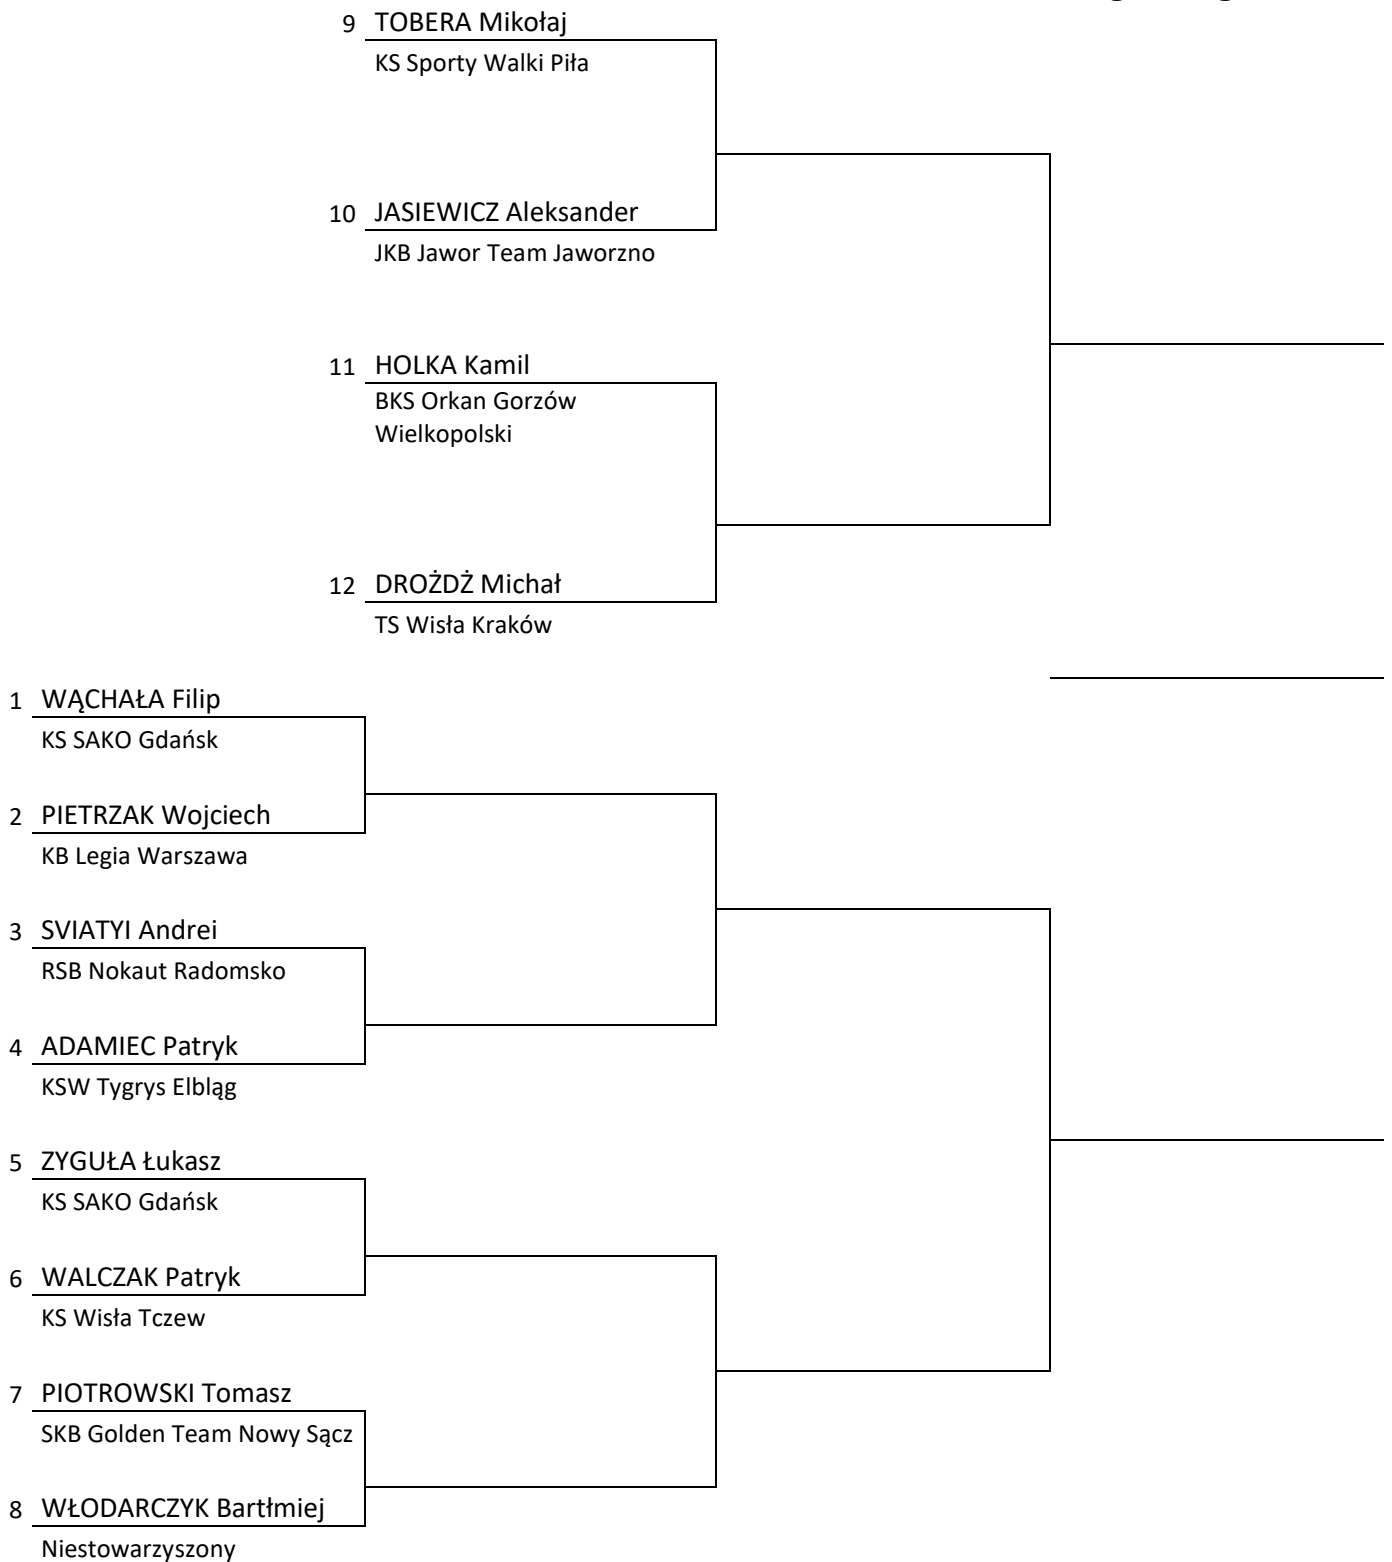 9 TOBERA Mikołaj
KS Sporty Walki Piła
10 JASIEWICZ Aleksander
JKB Jawor Team Jaworzno
11 HOLKA Kamil
BKS Orkan Gorzów
Wielkopolski
12 DROŻDŻ Michał
TS Wisła Kraków
1 WĄCHAŁA Filip
KS SAKO Gdańsk
2 PIETRZAK Wojciech
KB Legia Warszawa
3 SVIATYI Andrei
RSB Nokaut Radomsko
4 ADAMIEC Patryk
KSW Tygrys Elbląg
5 ZYGUŁA Łukasz
KS SAKO Gdańsk
6 WALCZAK Patryk
KS Wisła Tczew
7 PIOTROWSKI Tomasz
SKB Golden Team Nowy Sącz
8 WŁODARCZYK Bartłmiej
Niestowarzyszony